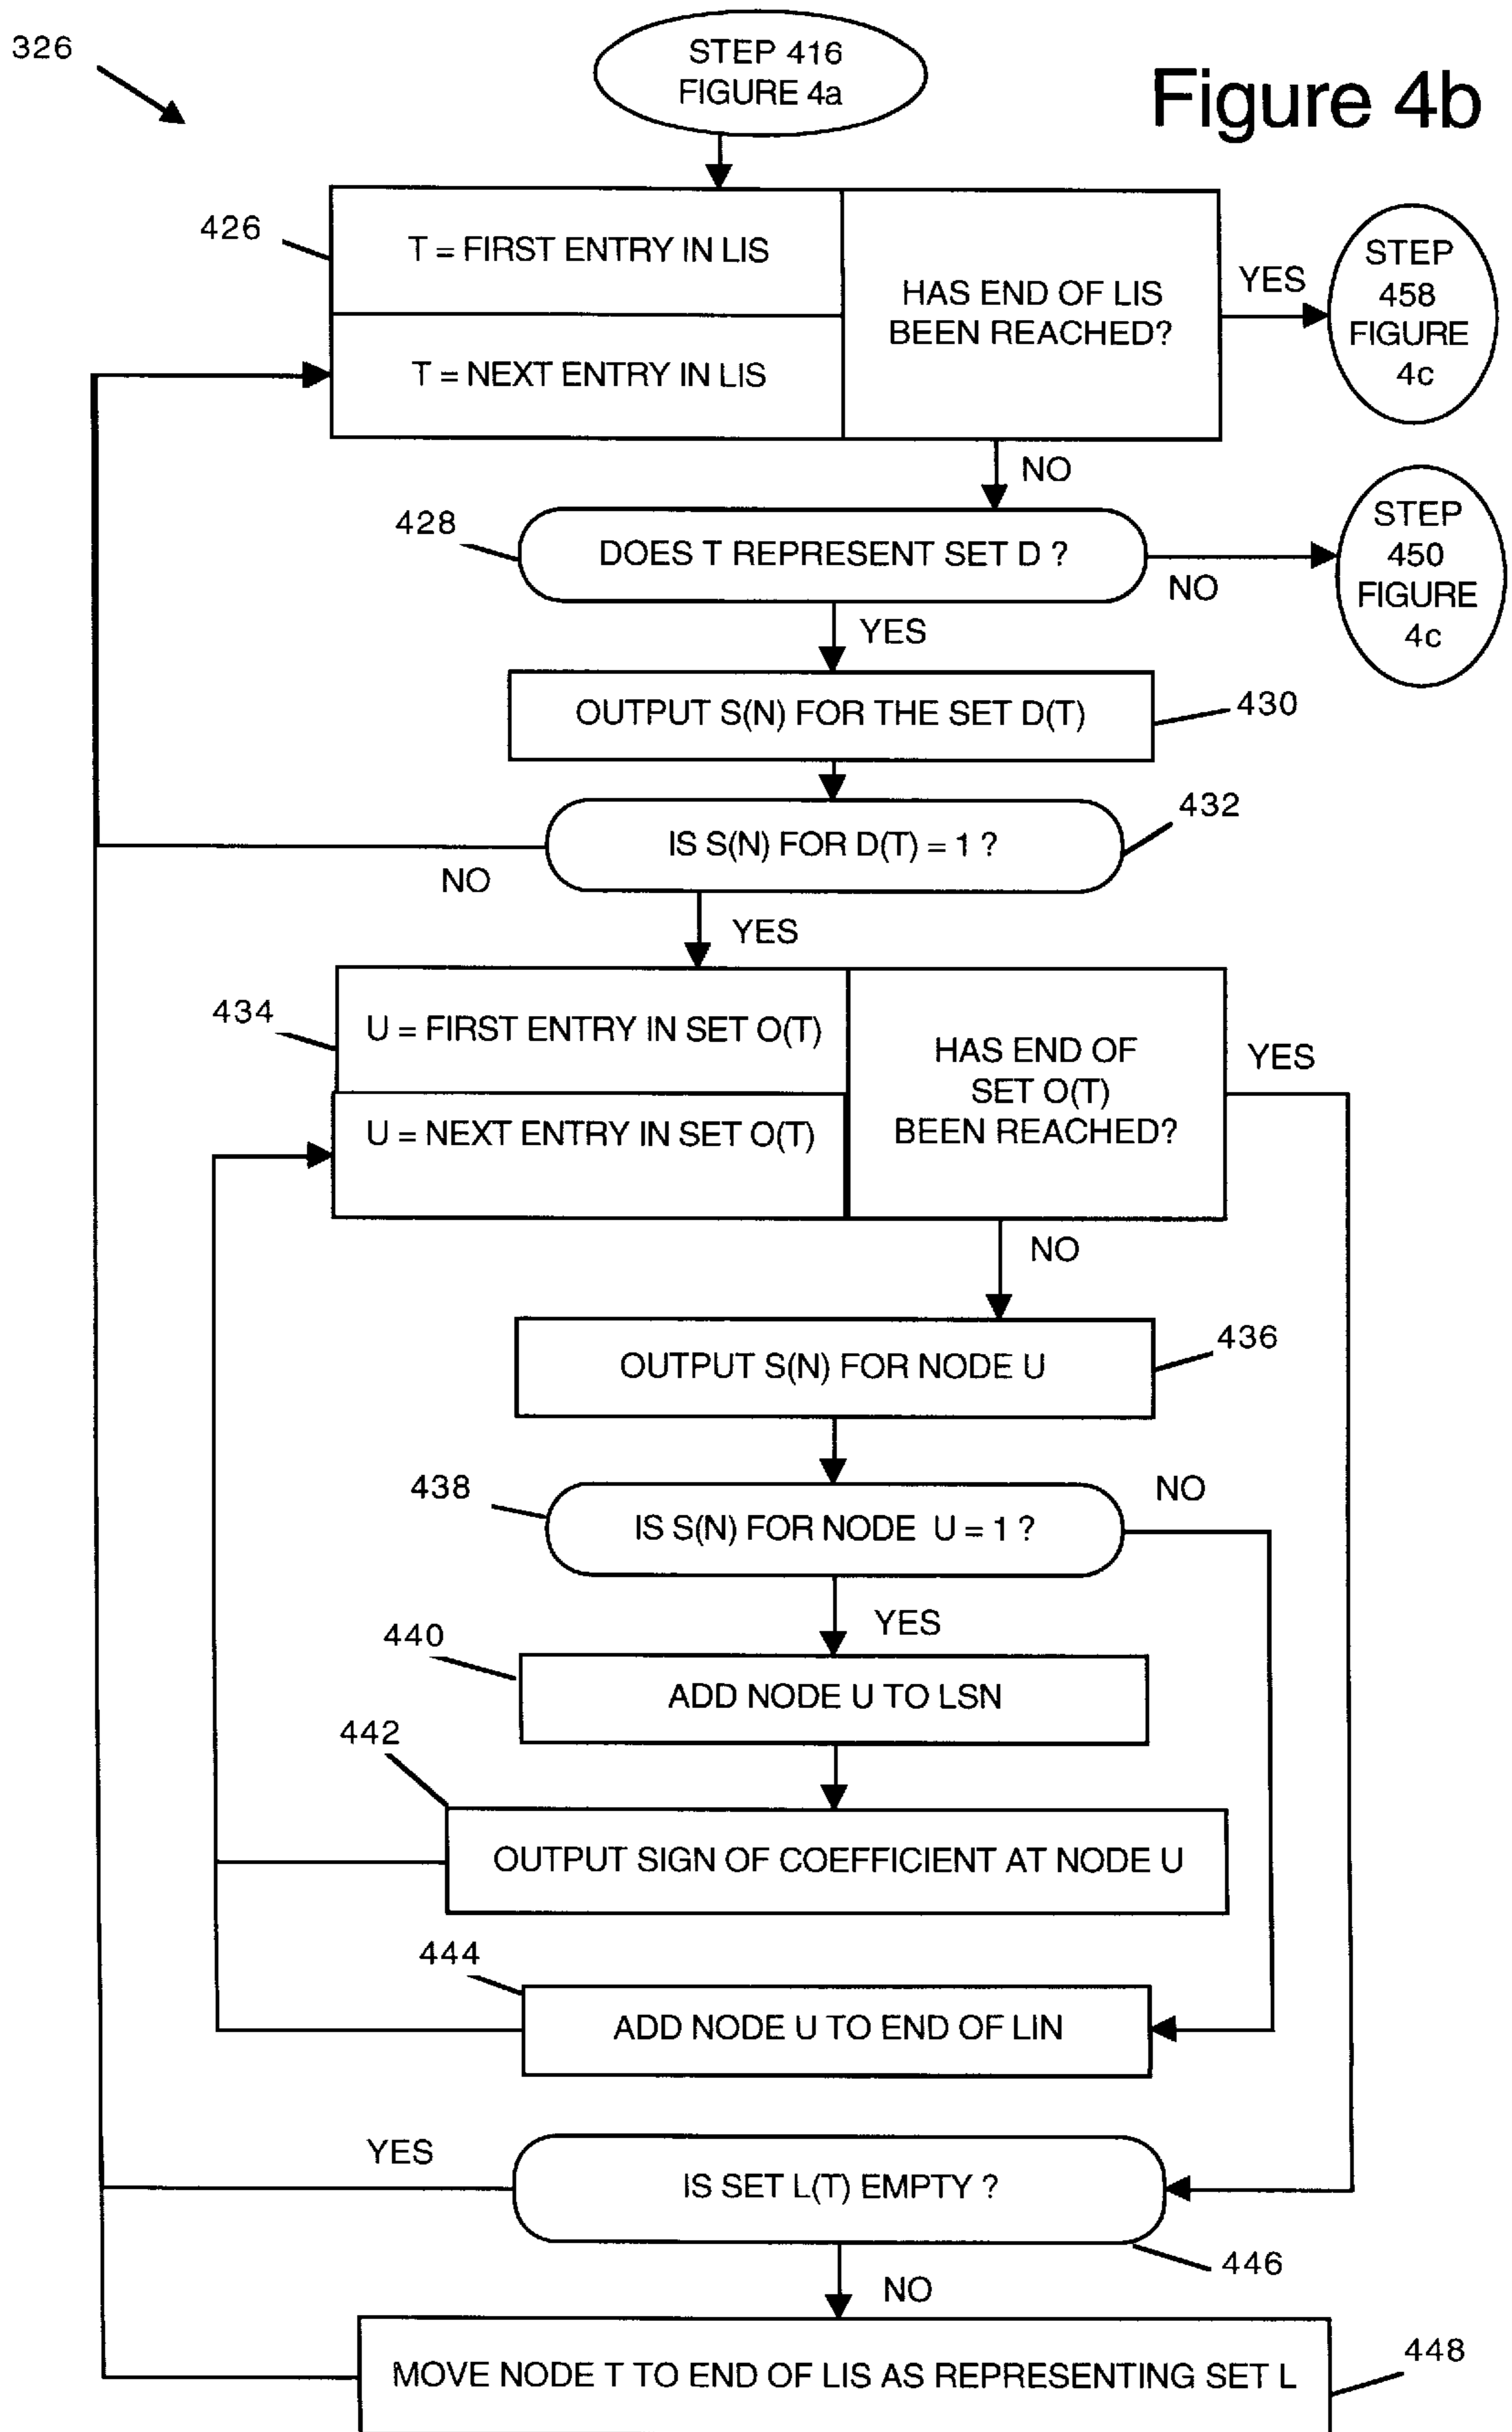 326
STEP 416
FIGURE 4a
Figure 4b
426
T = FIRST ENTRY IN LIS
T = NEXT ENTRY IN LIS
HAS END OF LIS
BEEN REACHED?
YES
STEP
458
FIGURE
4c
NO
428
DOES T REPRESENT SET D ?
NO
STEP
450
FIGURE
4c
YES
OUTPUT S(N) FOR THE SET D(T)
430
432
IS S(N) FOR D(T) = 1 ?
NO
YES
434
U = FIRST ENTRY IN SET O(T)
U = NEXT ENTRY IN SET O(T)
HAS END OF
SET O(T)
BEEN REACHED?
YES
NO
436
OUTPUT S(N) FOR NODE U
438
IS S(N) FOR NODE U = 1 ?
NO
YES
440
ADD NODE U TO LSN
442
OUTPUT SIGN OF COEFFICIENT AT NODE U
444
ADD NODE U TO END OF LIN
YES
IS SET L(T) EMPTY ?
446
NO
MOVE NODE T TO END OF LIS AS REPRESENTING SET L
448